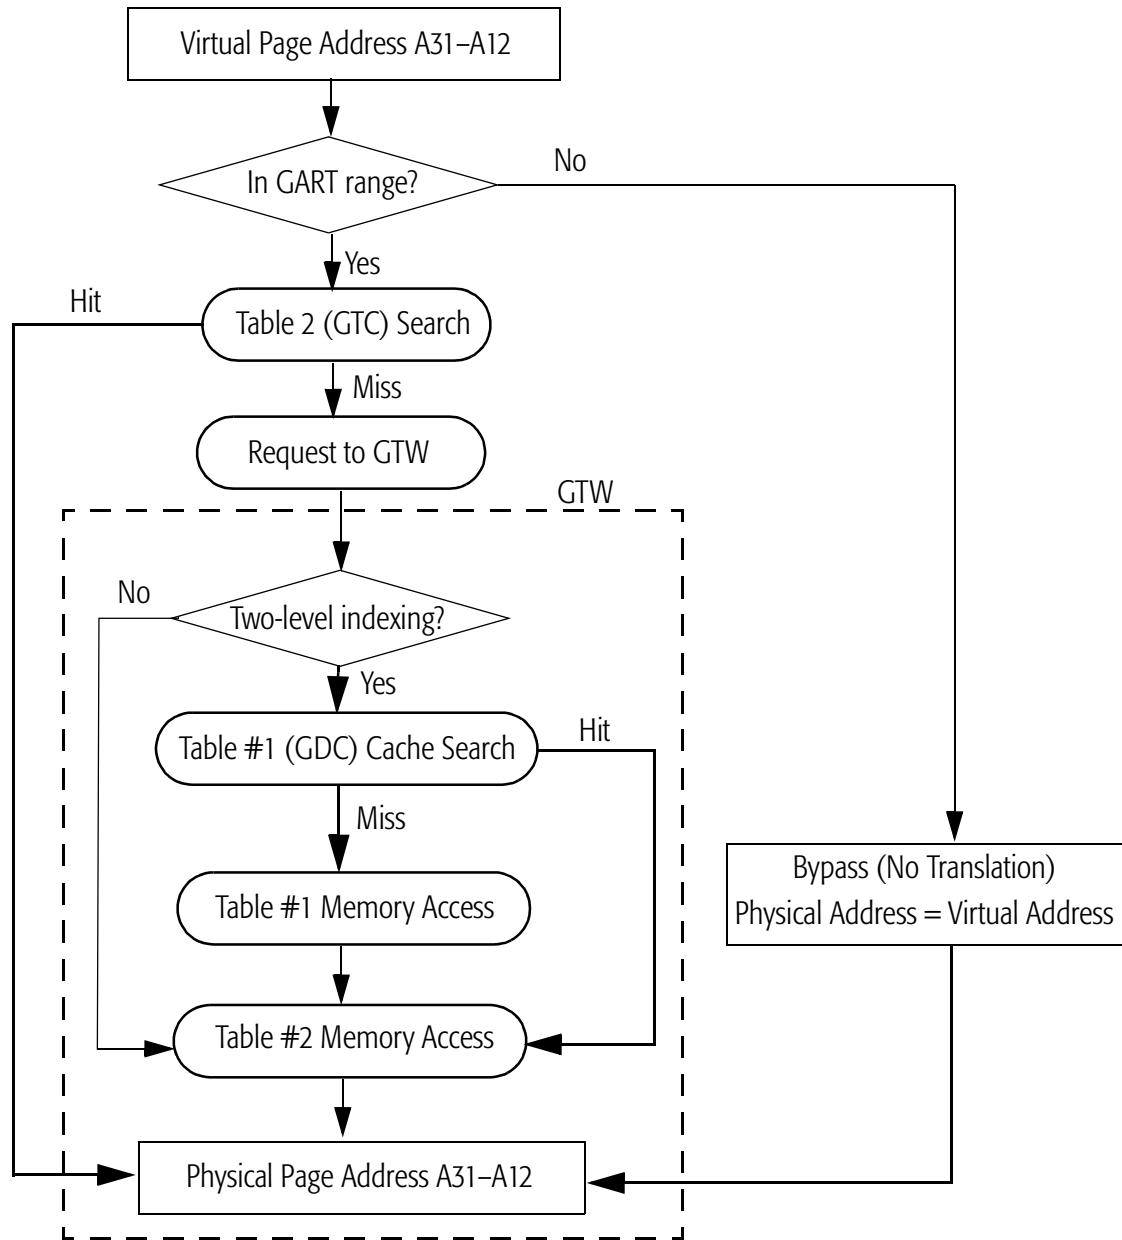 Virtual Page Address A31–A12
In GART range?
No
Yes
Hit
Table 2 (GTC) Search
Miss
Request to GTW
GTW
No
Two-level indexing?
Yes
Table #1 (GDC) Cache Search
Hit
Miss
Table #1 Memory Access
Bypass (No Translation)
Physical Address = Virtual Address
Table #2 Memory Access
Physical Page Address A31–A12